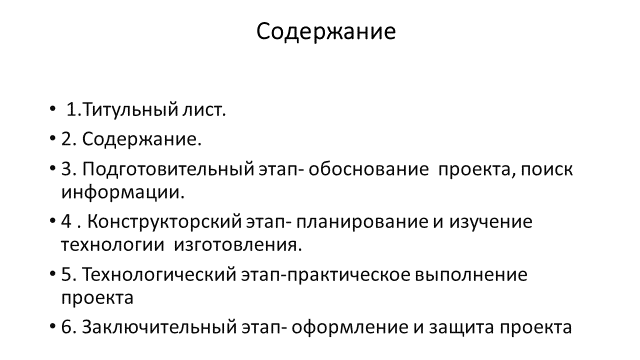 Содержание
• 1.Титульный лист.
• 2. Содержание.
• 3. Подготовительный этап- обоснование  проекта, поиск
информации.
• 4 . Конструкторский этап- планирование и изучение
технологии  изготовления.
• 5. Технологический этап-практическое выполнение
проекта
• 6. Заключительный этап- оформление и защита проекта